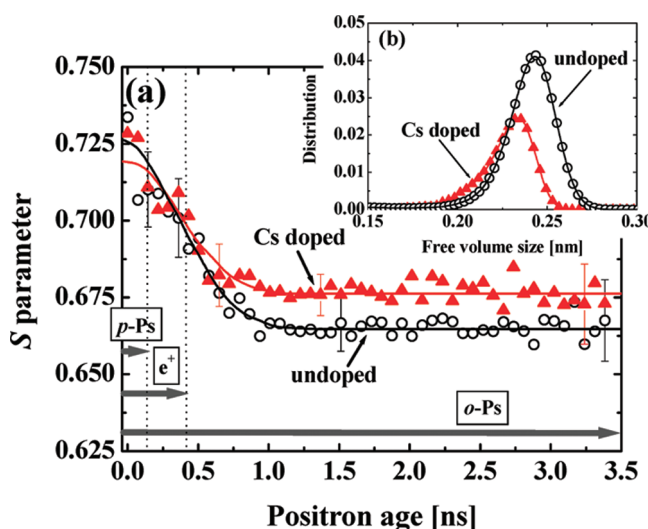 (a)
S parameter
0.750
0.725
0.700
0.675
0.650
0.625
Cs doped
undoped
p-Ps
e+
o-Ps
0.0 0.5 1.0 1.5 2.0 2.5 3.0 3.5
Positron age [ns]
(b)
Distribution
0.05
0.04
0.03
0.02
0.01
0.00
undoped
Cs doped
0.15 0.20 0.25 0.30
Free volume size [nm]